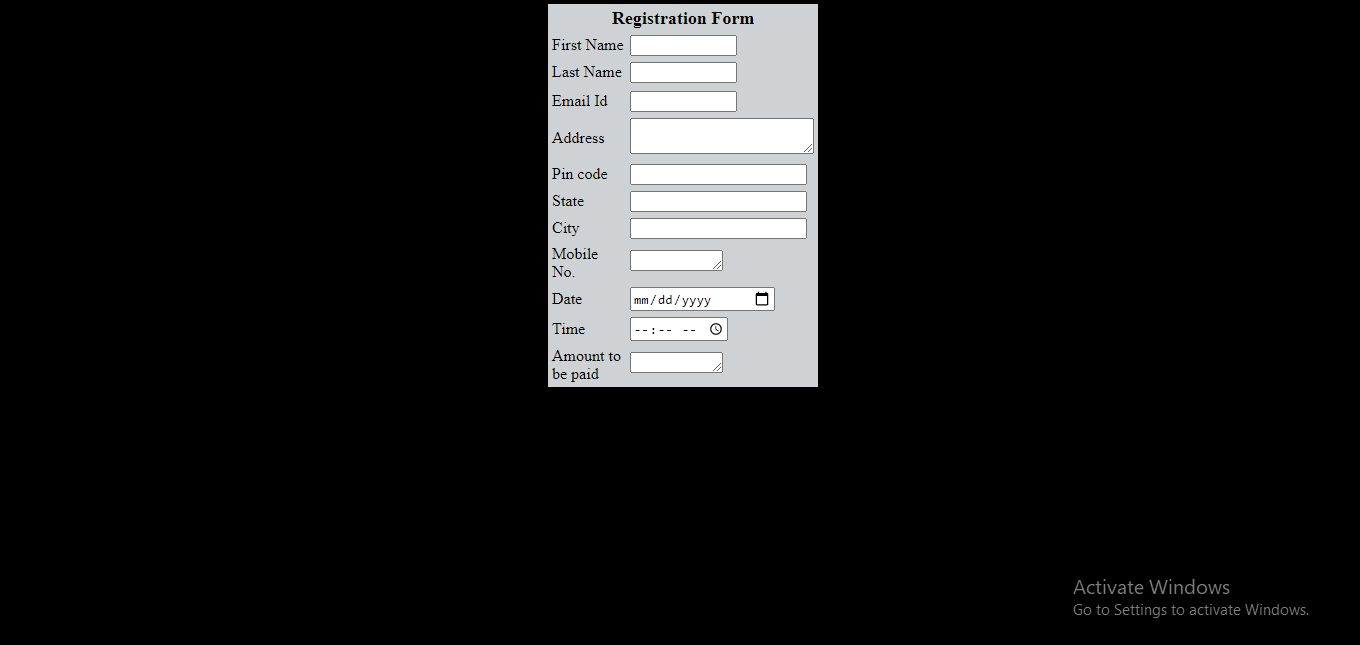 Registration Form
First Name
Last Name
Email Id
Address
Pin code
State
City
Mobile
No.
Date mm/dd/yyyy
Time --:-- --
Amount to
be paid
Activate Windows
Go to Settings to activate Windows.